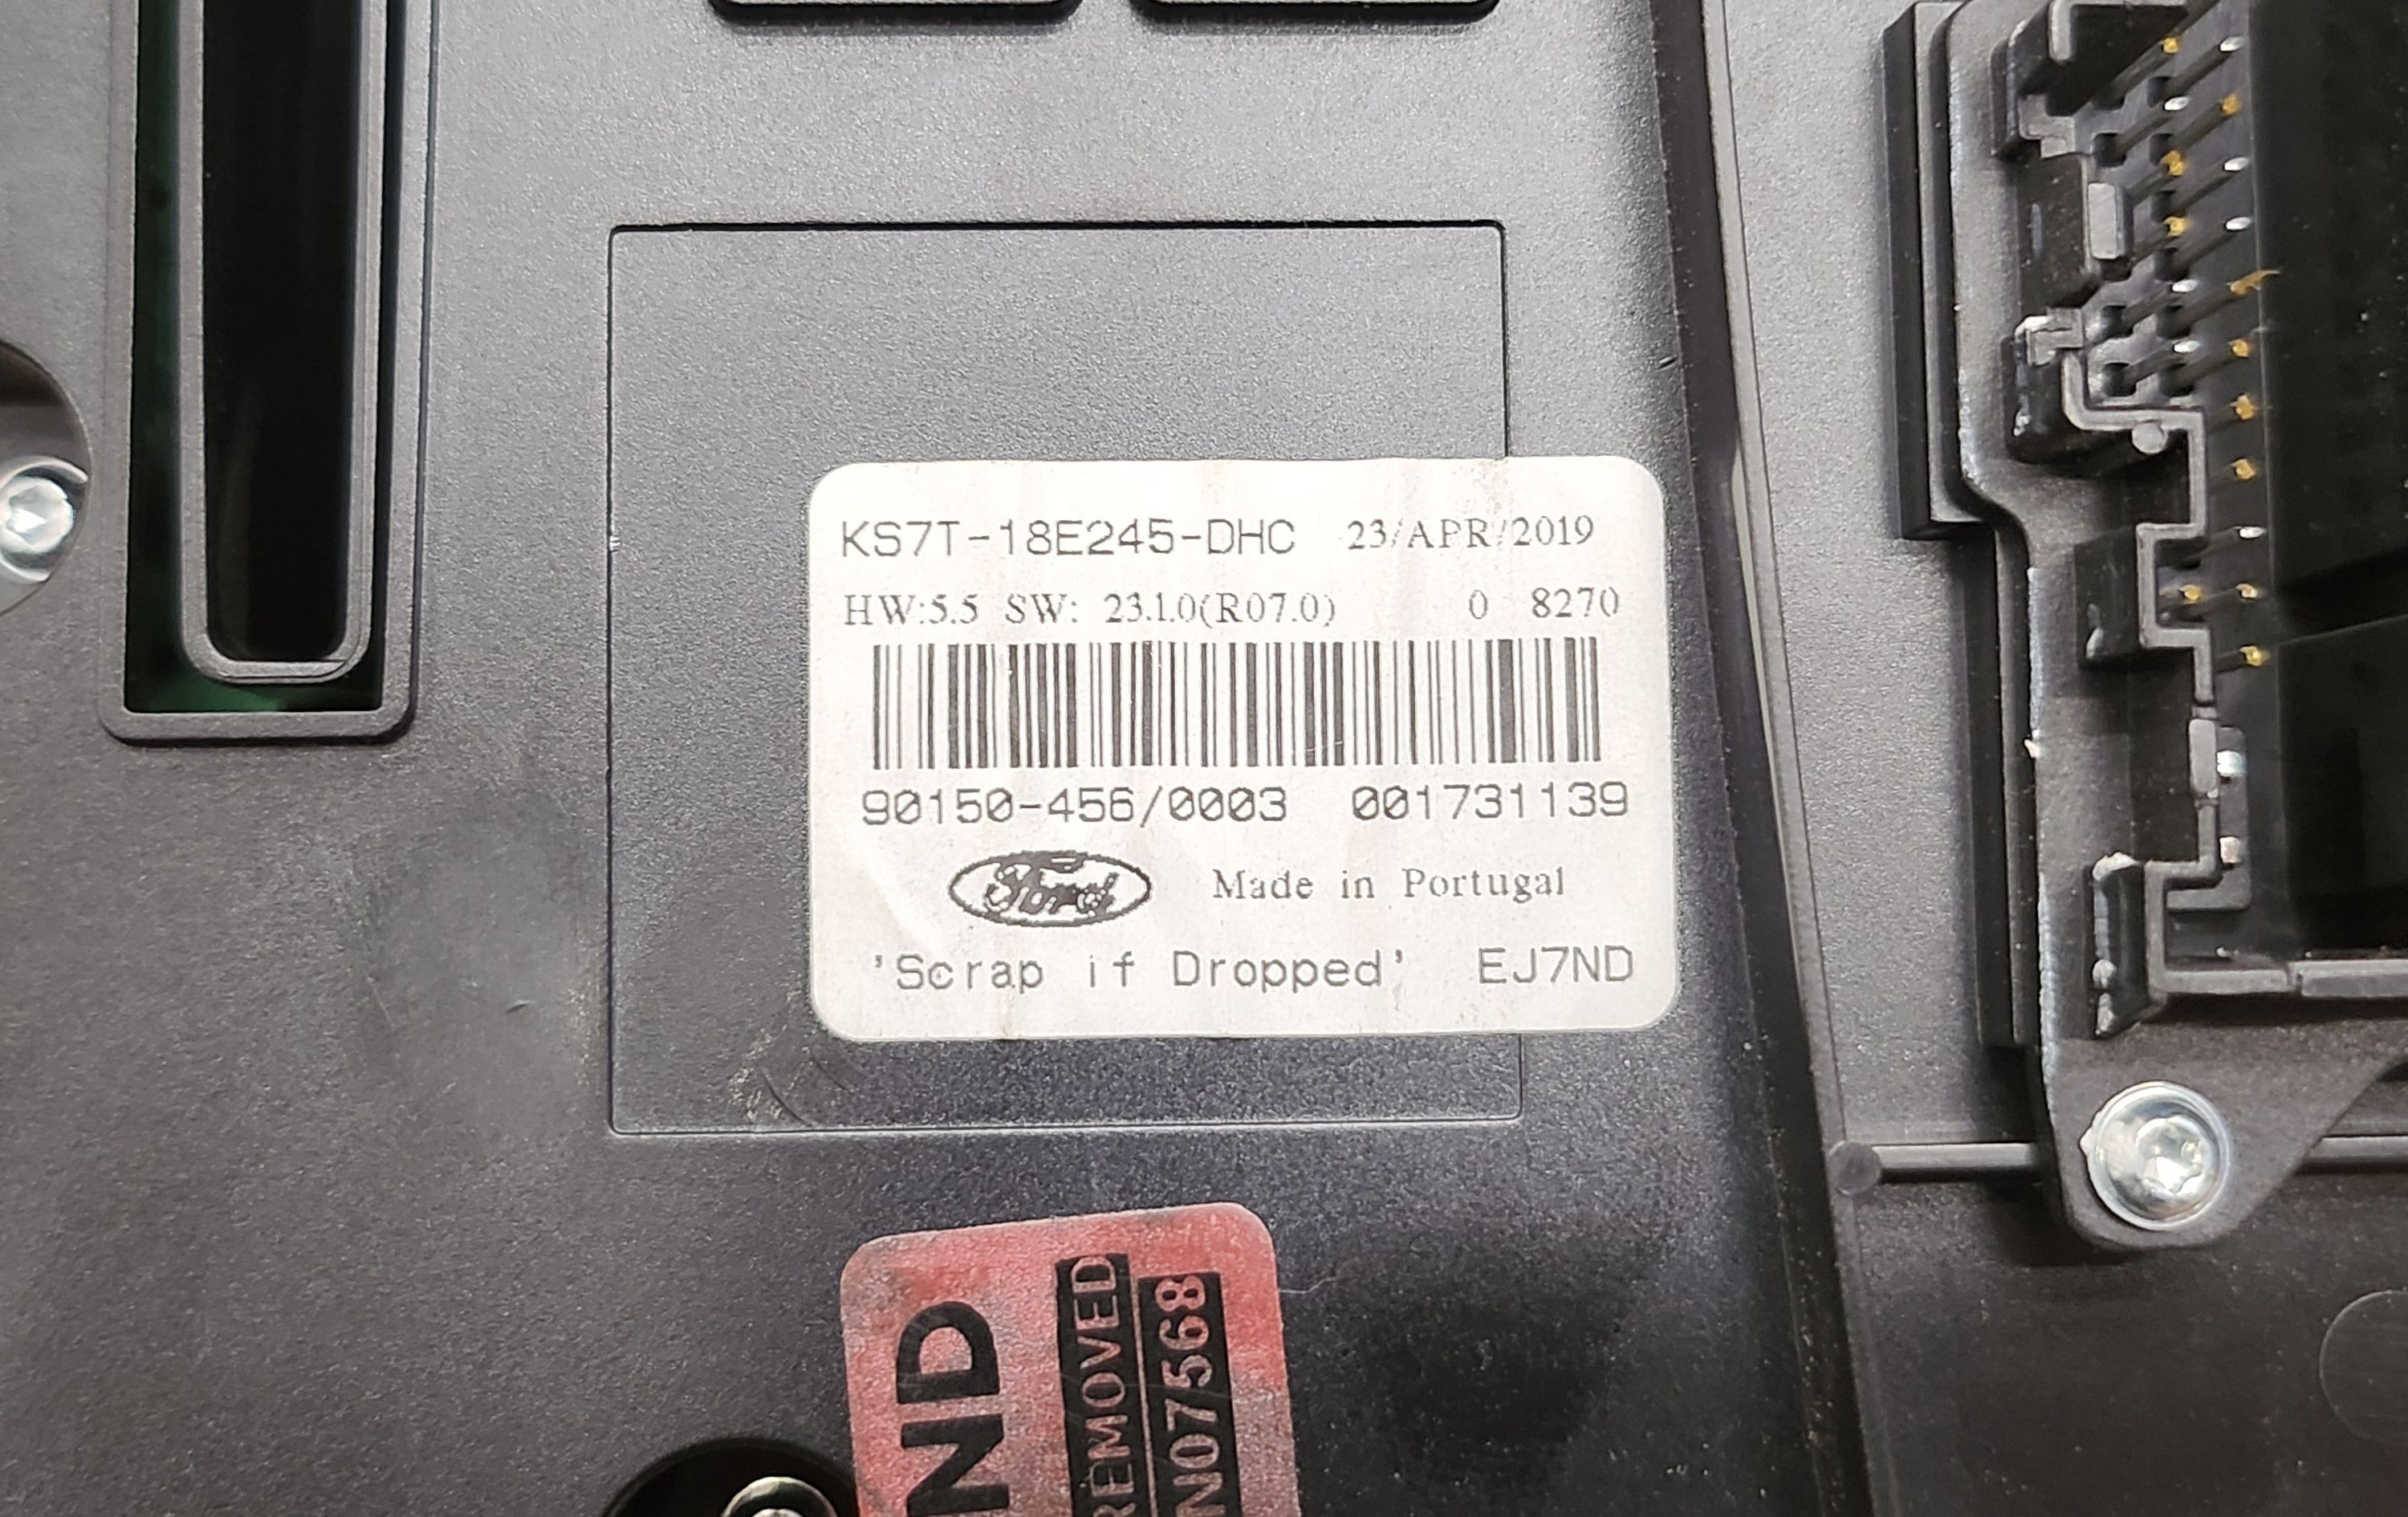 KS7T-18E245-DHC 23/APR/2019
HW:5.5 SW: 23.1.0(R07.0) 0 8270
90150-456/0003 001731139
Ford Made in Portugal
'Scrap if Dropped' EJ7ND
ND
REMOVED
N07568